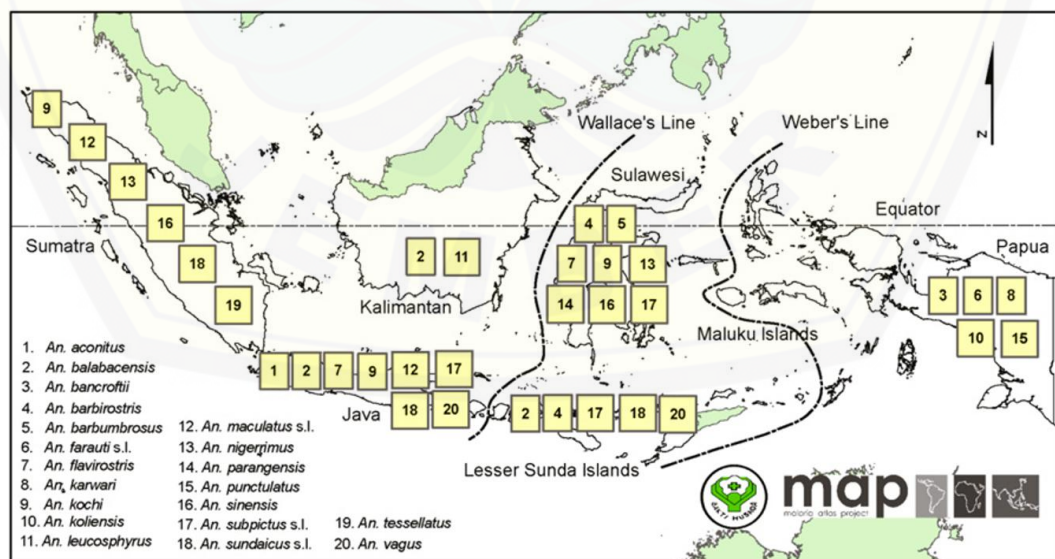 Wallace's Line Weber's Line
9
12
Sulawesi
13
4 5
Equator
16
Sumatra
Papua
18
2 11
7 9 13
3 6 8
19
14 16 17
Kalimantan
Maluku Islands
10 15
1 2 7 9 12 17
Java
18 20
2 4 17 18 20
Lesser Sunda Islands
N
1. An. aconitus
2. An. balabacensis
3. An. bancroftii
4. An. barbirostris
5. An. barbumbrosus
6. An. farauti s.l.
7. An. flavirostris
8. An. karwari
9. An. kochi
10. An. koliensis
11. An. leucosphyrus
12. An. maculatus s.l.
13. An. nigerrimus
14. An. parangensis
15. An. punctulatus
16. An. sinensis
17. An. subpictus s.l.
18. An. sundaicus s.l.
19. An. tessellatus
20. An. vagus
map
malaria atlas project
BAKTI HUSADA